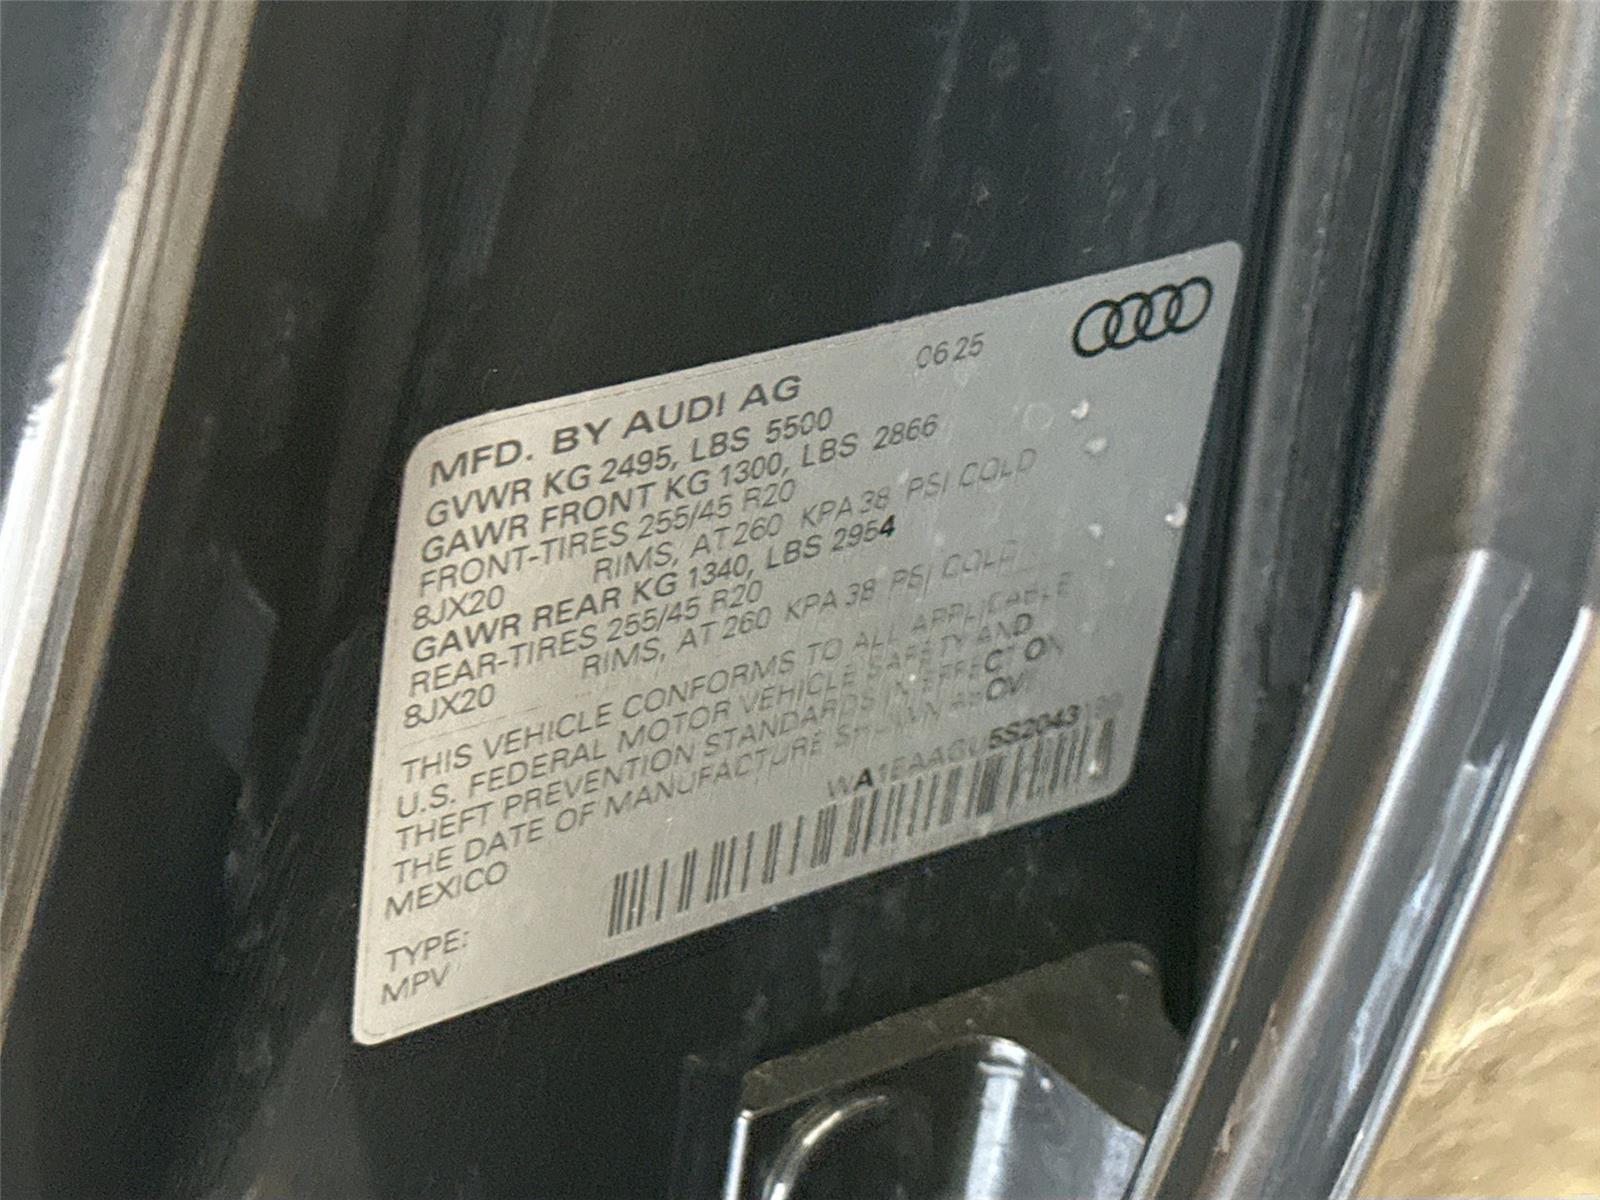 MFD. BY AUDI AG 0625
GVWR KG 2495, LBS 5500
GAWR FRONT KG 1300, LBS 2866
FRONT-TIRES 255/45 R20
8JX20 RIMS, AT 260 KPA 38 PSI COLD
GAWR REAR KG 1340, LBS 2954
REAR-TIRES 255/45 R20
8JX20 RIMS, AT 260 KPA 38 PSI COLD
THIS VEHICLE CONFORMS TO ALL APPLICABLE
U.S. FEDERAL MOTOR VEHICLE SAFETY AND
THEFT PREVENTION STANDARDS IN EFFECT ON
THE DATE OF MANUFACTURE SHOWN
MEXICO
TYPE:
MPV